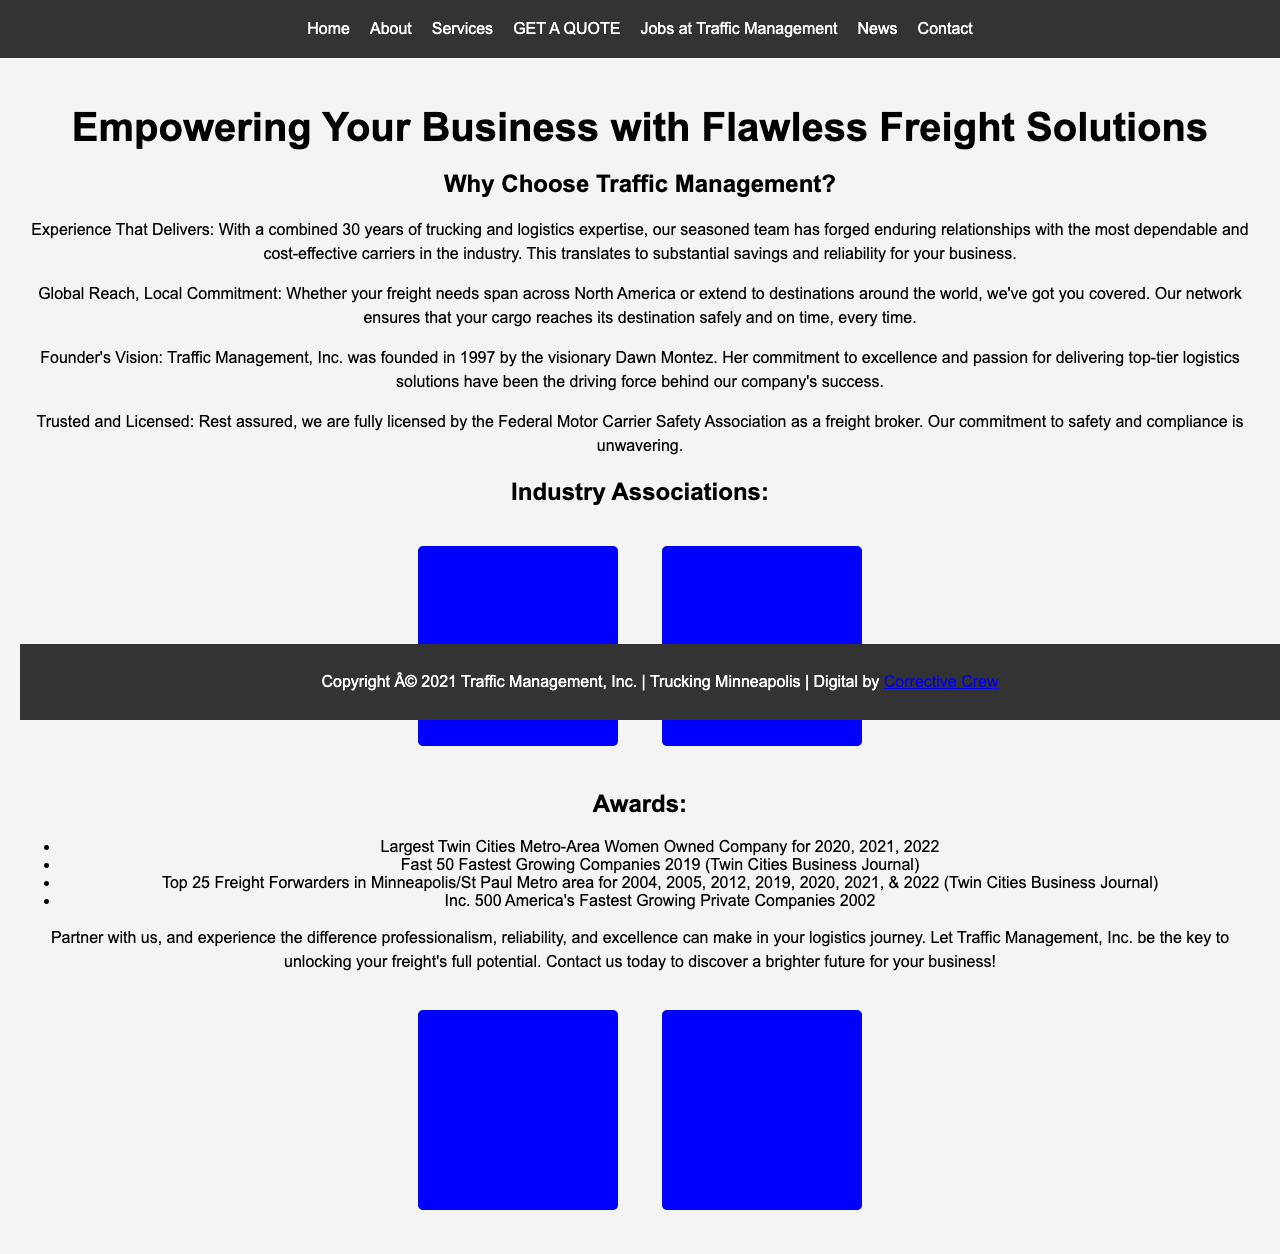 Home About Services GET A QUOTE Jobs at Traffic Management News Contact
Empowering Your Business with Flawless Freight Solutions
Why Choose Traffic Management?
Experience That Delivers: With a combined 30 years of trucking and logistics expertise, our seasoned team has forged enduring relationships with the most dependable and
cost-effective carriers in the industry. This translates to substantial savings and reliability for your business.
Global Reach, Local Commitment: Whether your freight needs span across North America or extend to destinations around the world, we've got you covered. Our network
ensures that your cargo reaches its destination safely and on time, every time.
Founder's Vision: Traffic Management, Inc. was founded in 1997 by the visionary Dawn Montez. Her commitment to excellence and passion for delivering top-tier logistics
solutions have been the driving force behind our company's success.
Trusted and Licensed: Rest assured, we are fully licensed by the Federal Motor Carrier Safety Association as a freight broker. Our commitment to safety and compliance is
unwavering.
Industry Associations:
Copyright Â© 2021 Traffic Management, Inc. | Trucking Minneapolis | Digital by Corrective Crew
Awards:
• Largest Twin Cities Metro-Area Women Owned Company for 2020, 2021, 2022
• Fast 50 Fastest Growing Companies 2019 (Twin Cities Business Journal)
• Top 25 Freight Forwarders in Minneapolis/St Paul Metro area for 2004, 2005, 2012, 2019, 2020, 2021, & 2022 (Twin Cities Business Journal)
• Inc. 500 America's Fastest Growing Private Companies 2002
Partner with us, and experience the difference professionalism, reliability, and excellence can make in your logistics journey. Let Traffic Management, Inc. be the key to
unlocking your freight's full potential. Contact us today to discover a brighter future for your business!